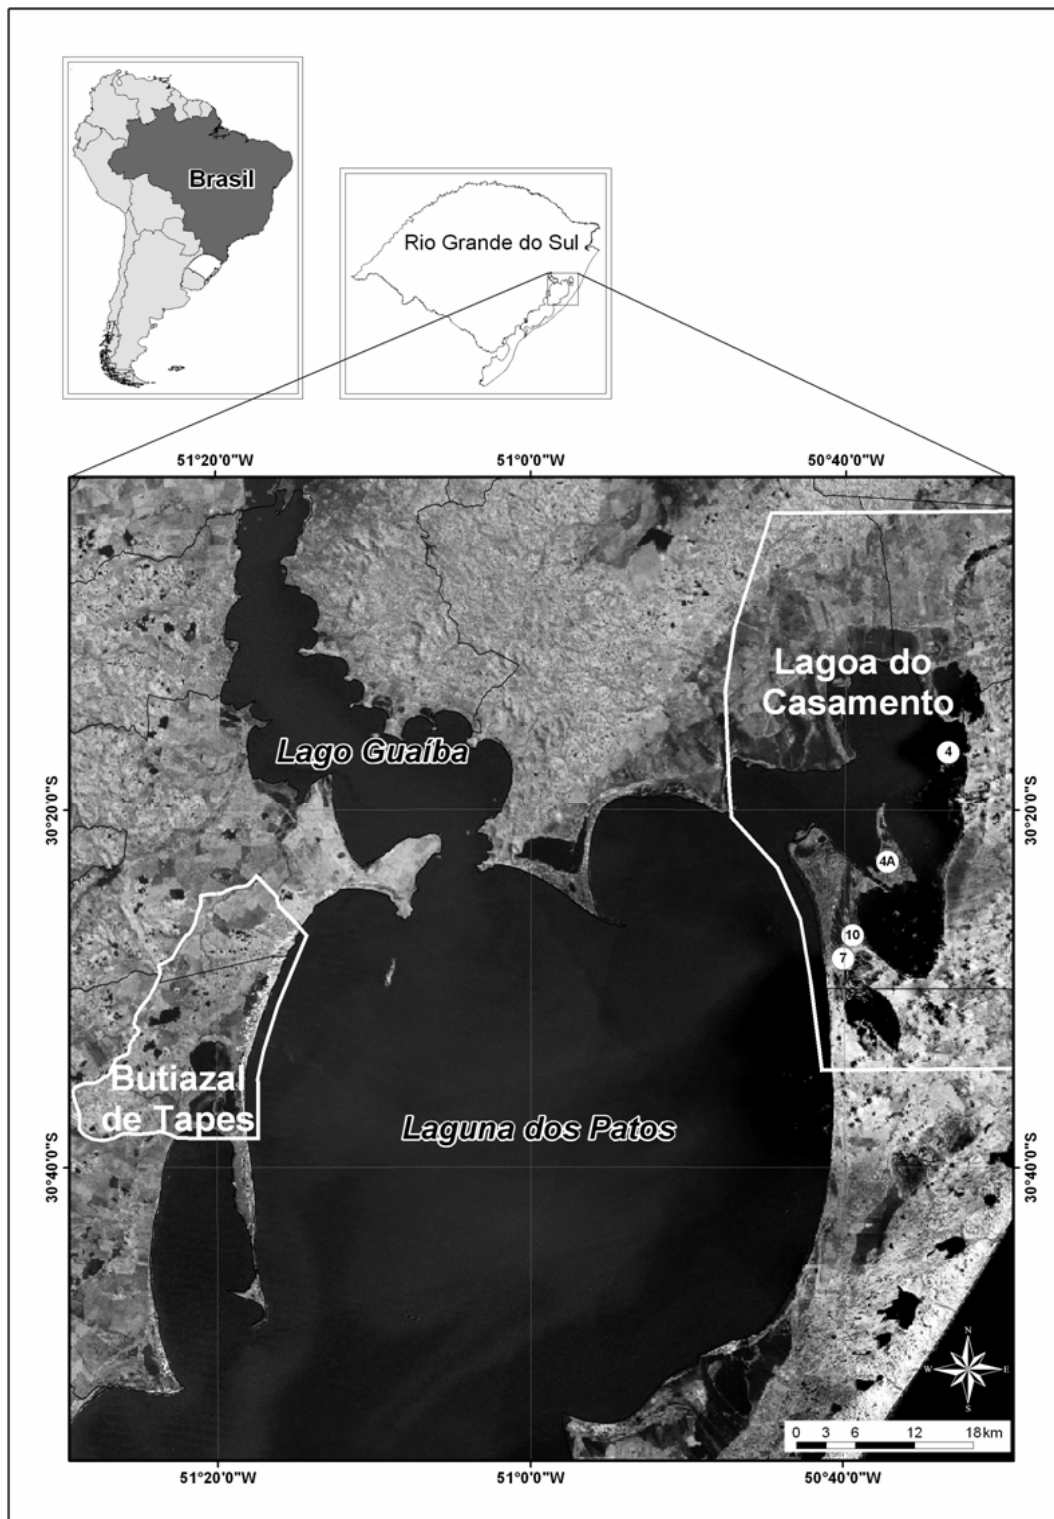 Brasil
Rio Grande do Sul
51°20'0"W 51°0'0"W 50°40'0"W
Lagoa do
Casamento
Lago Guaíba
4
30°20'0"S
30°20'0"S
4A
10
7
Butiazal
de Tapes
Laguna dos Patos
30°40'0"S
30°40'0"S
N
W E
S
0 3 6 12 18 km
51°20'0"W 51°0'0"W 50°40'0"W